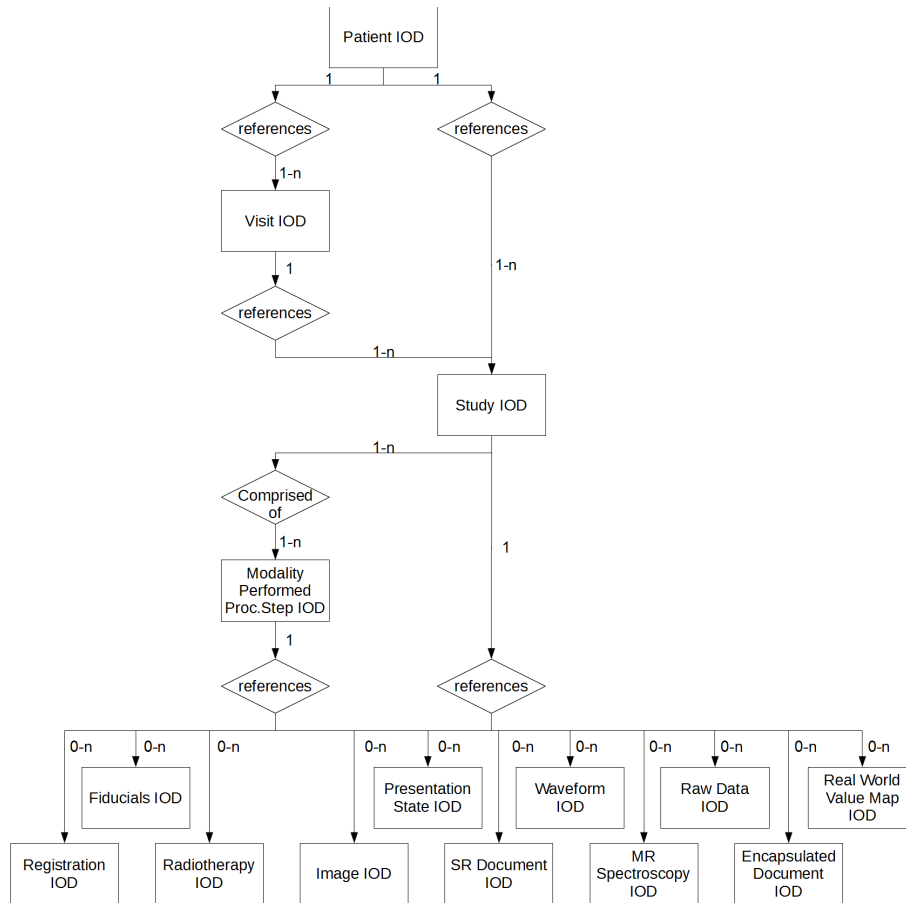 Patient IOD
1
1
references
references
1-n
Visit IOD
1
1-n
references
1-n
Study IOD
1-n
Comprised
of
1-n
1
Modality
Performed
Proc.Step IOD
1
references
references
0-n
0-n
0-n
0-n
0-n
0-n
0-n
0-n
0-n
0-n
0-n
Fiducials IOD
Presentation
State IOD
Waveform
IOD
Raw Data
IOD
Real World
Value Map
IOD
Registration
IOD
Radiotherapy
IOD
Image IOD
SR Document
IOD
MR
Spectroscopy
IOD
Encapsulated
Document
IOD